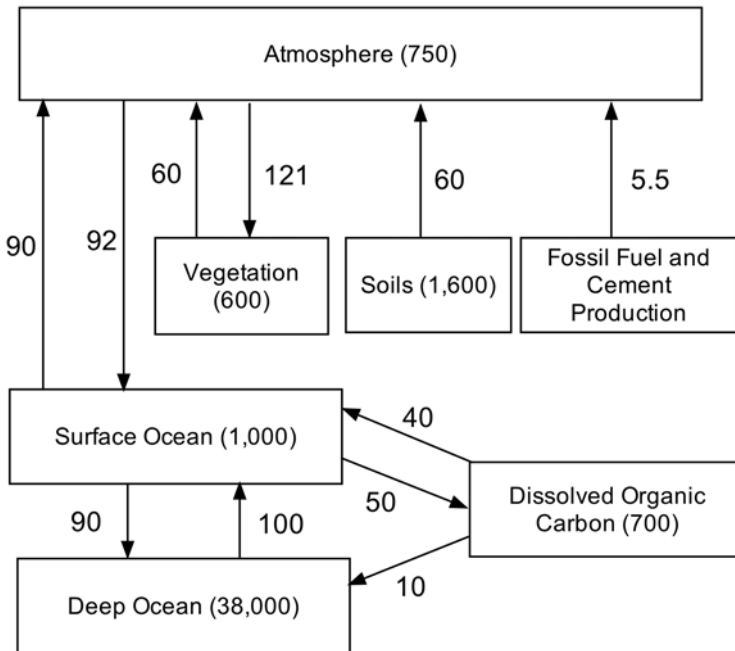 Atmosphere (750)
60
121
60
5.5
90
92
Vegetation
(600)
Soils (1,600)
Fossil Fuel and
Cement
Production
Surface Ocean (1,000)
40
50
Dissolved Organic
Carbon (700)
90
100
10
Deep Ocean (38,000)